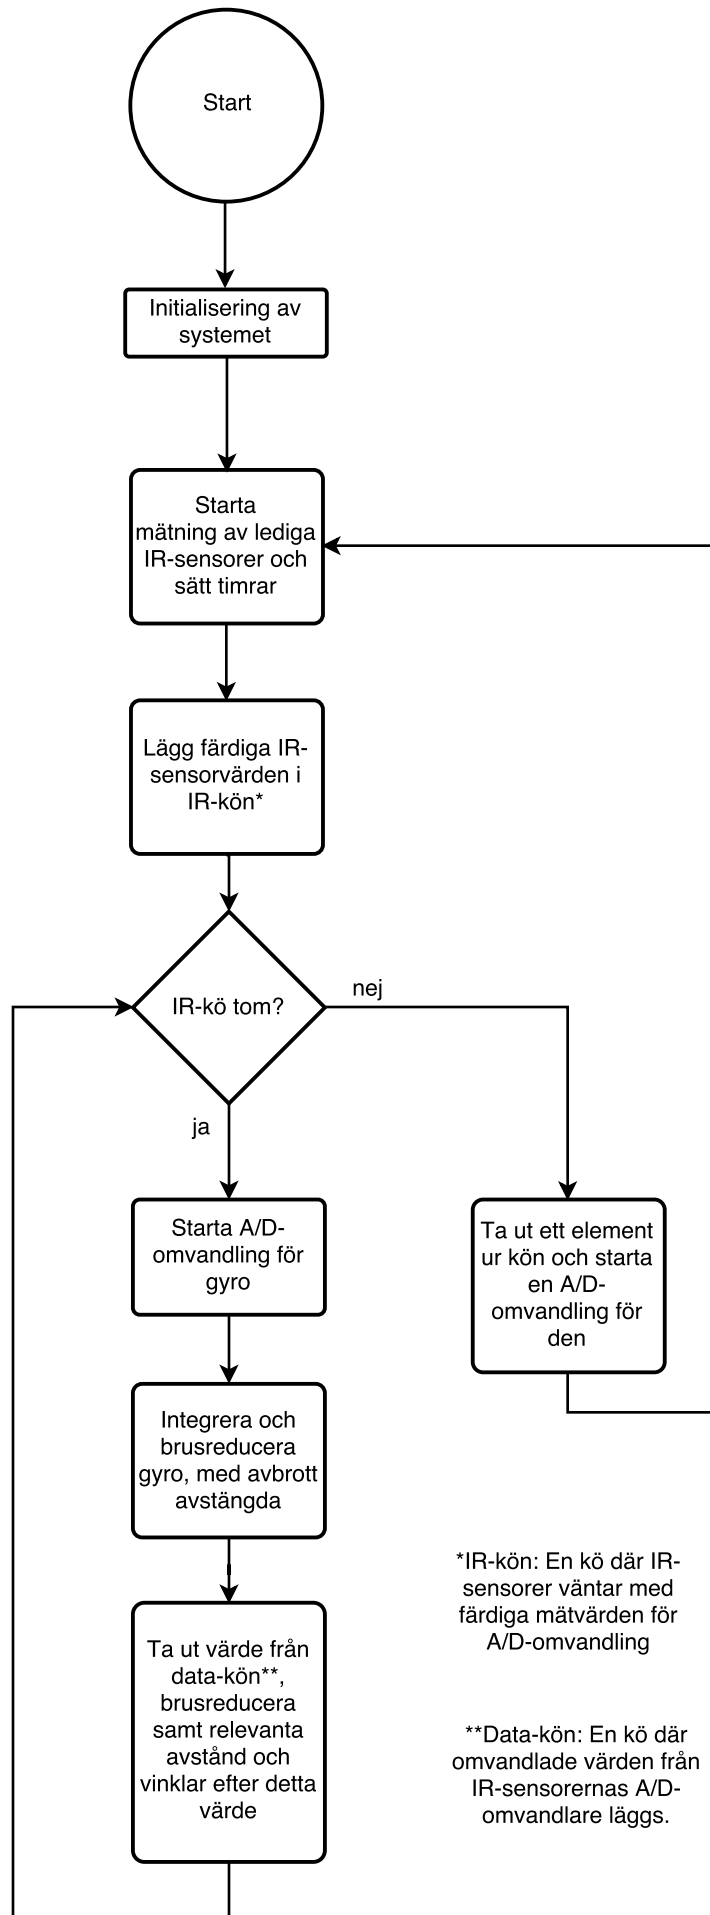 Start
Initialisering av
systemet
Starta
mätning av lediga
IR-sensorer och
sätt timrar
Lägg färdiga IR-
sensorvärden i
IR-kön*
IR-kö tom?
nej
ja
Starta A/D-
omvandling för
gyro
Ta ut ett element
ur kön och starta
en A/D-
omvandling för
den
Integrera och
brusreducera
gyro, med avbrott
avstängda
*IR-kön: En kö där IR-
sensorer väntar med
färdiga mätvärden för
A/D-omvandling
Ta ut värde från
data-kön**,
brusreducera
samt relevanta
avstånd och
vinklar efter detta
värde
**Data-kön: En kö där
omvandlade värden från
IR-sensorernas A/D-
omvandlare läggs.